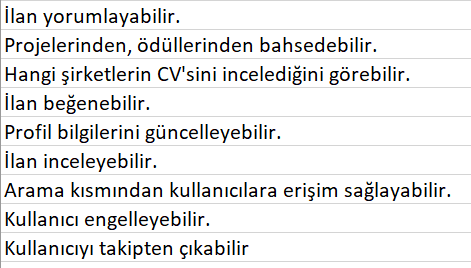 İlan yorumlayabilir.
Projelerinden, ödüllerinden bahsedebilir.
Hangi şirketlerin CV'sini incelediğini görebilir.
İlan beğenebilir.
Profil bilgilerini güncelleyebilir.
İlan inceleyebilir.
Arama kısmından kullanıcılara erişim sağlayabilir.
Kullanıcı engelleyebilir.
Kullanıcıyı takipten çıkabilir